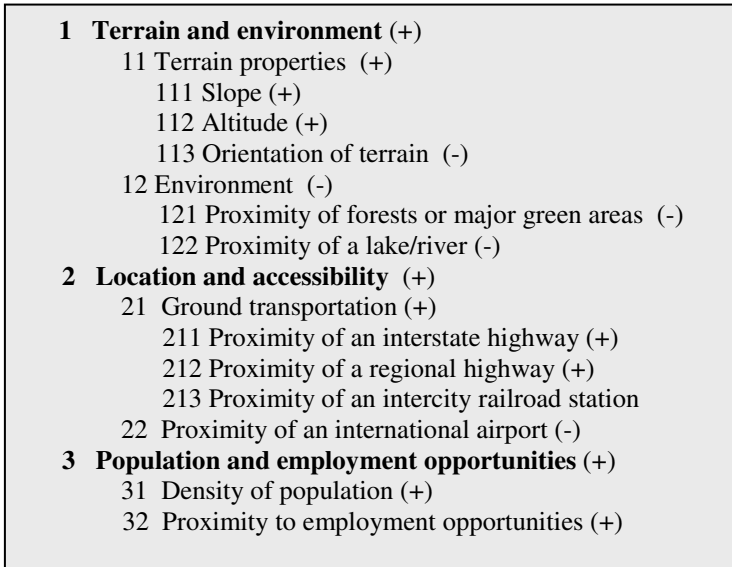 1 Terrain and environment (+)
11 Terrain properties (+)
111 Slope (+)
112 Altitude (+)
113 Orientation of terrain (-)
12 Environment (-)
121 Proximity of forests or major green areas (-)
122 Proximity of a lake/river (-)
2 Location and accessibility (+)
21 Ground transportation (+)
211 Proximity of an interstate highway (+)
212 Proximity of a regional highway (+)
213 Proximity of an intercity railroad station
22 Proximity of an international airport (-)
3 Population and employment opportunities (+)
31 Density of population (+)
32 Proximity to employment opportunities (+)